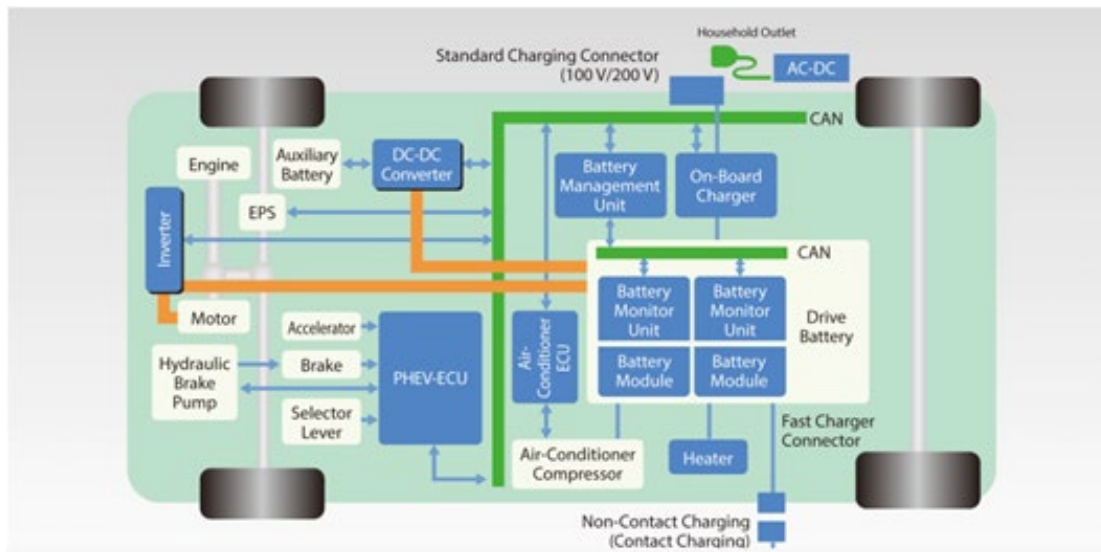 Household Outlet
Standard Charging Connector
(100 V/200 V)
AC-DC
CAN
Engine
Auxiliary
Battery
DC-DC
Converter
Battery
Management
Unit
On-Board
Charger
EPS
Inverter
CAN
Battery
Monitor
Unit
Battery
Monitor
Unit
Drive
Battery
Motor
Accelerator
Air-
Conditioner
ECU
Hydraulic
Brake
Pump
Brake
PHEV-ECU
Battery
Module
Battery
Module
Selector
Lever
Fast Charger
Connector
Air-Conditioner
Compressor
Heater
Non-Contact Charging
(Contact Charging)